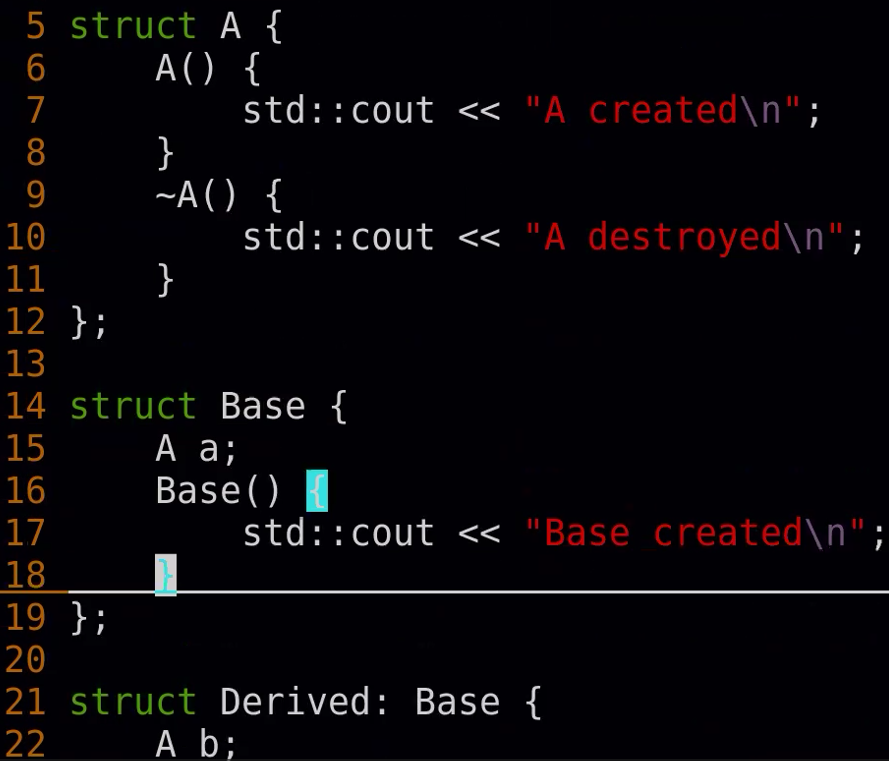 5 struct A {
6     A() {
7         std::cout << "A created\n";
8     }
9     ~A() {
10         std::cout << "A destroyed\n";
11     }
12 };
13
14 struct Base {
15     A a;
16     Base() {
17         std::cout << "Base created\n";
18     }
19 };
20
21 struct Derived: Base {
22     A b;